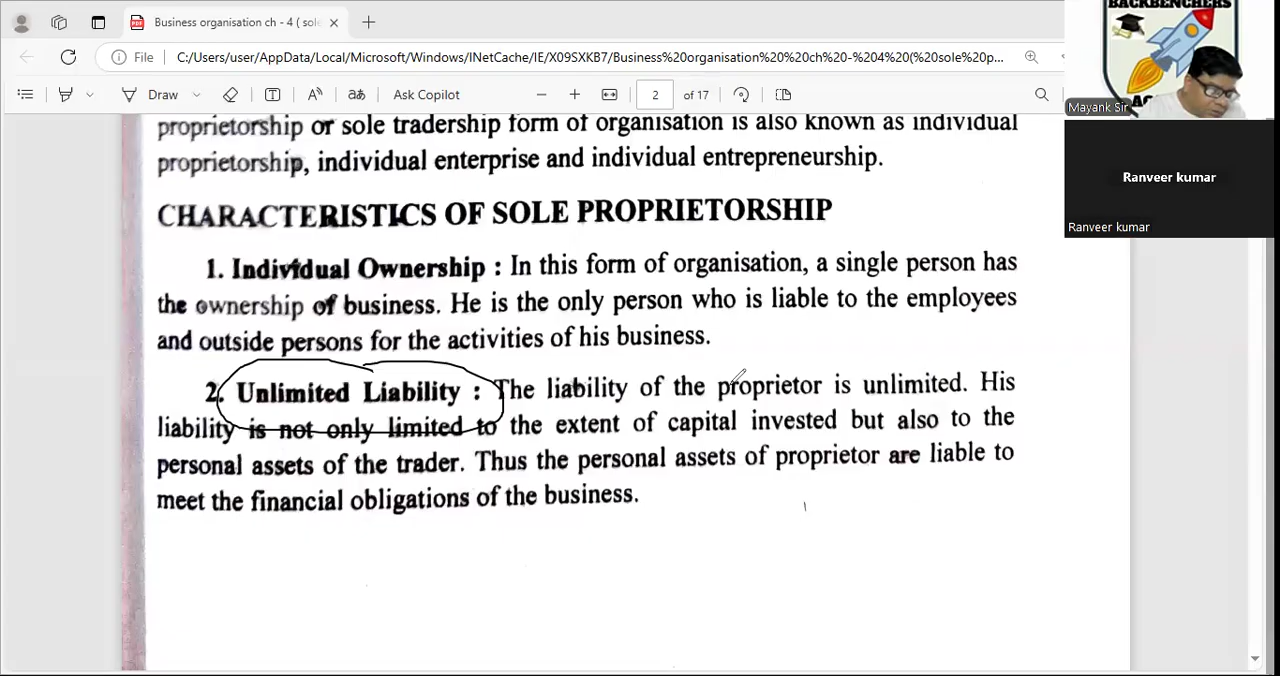 Business organisation ch - 4 ( sole
File
C:/Users/user/AppData/Local/Microsoft/Windows/INetCache/IE/X09SXKB7/Business%20organisation%20%20ch%20-%204%20(%20sole%20p...
Draw
Ask Copilot
2 of 17
BACKBENCHERS
Mayank Sir
Ranveer kumar
Ranveer kumar
proprietorship or sole tradership form of organisation is also known as individual
proprietorship, individual enterprise and individual entrepreneurship.
CHARACTERISTICS OF SOLE PROPRIETORSHIP
1. Individual Ownership : In this form of organisation, a single person has
the ownership of business. He is the only person who is liable to the employees
and outside persons for the activities of his business.
2. Unlimited Liability : The liability of the proprietor is unlimited. His
liability is not only limited to the extent of capital invested but also to the
personal assets of the trader. Thus the personal assets of proprietor are liable to
meet the financial obligations of the business.